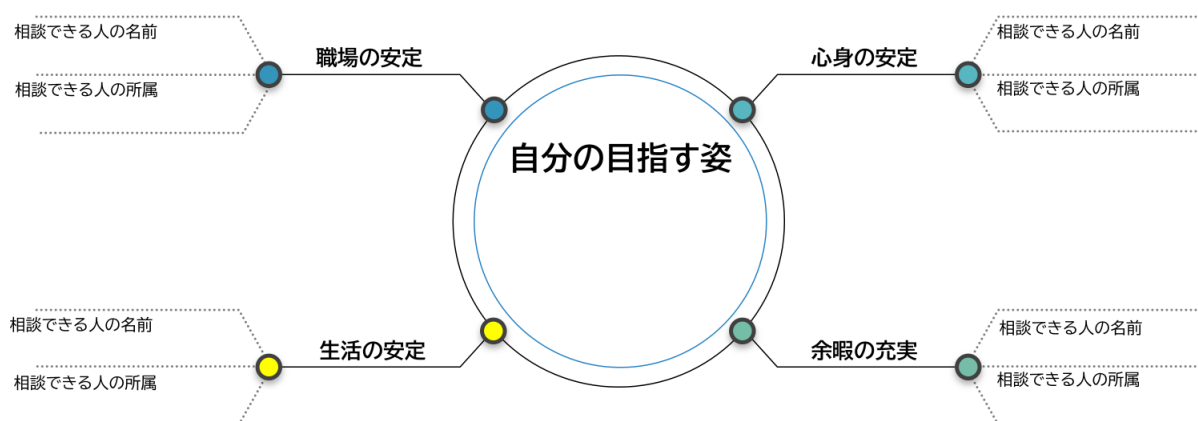 相談できる人の名前
職場の安定
相談できる人の所属
心身の安定
相談できる人の名前
相談できる人の所属
自分の目指す姿
相談できる人の名前
生活の安定
相談できる人の所属
余暇の充実
相談できる人の名前
相談できる人の所属